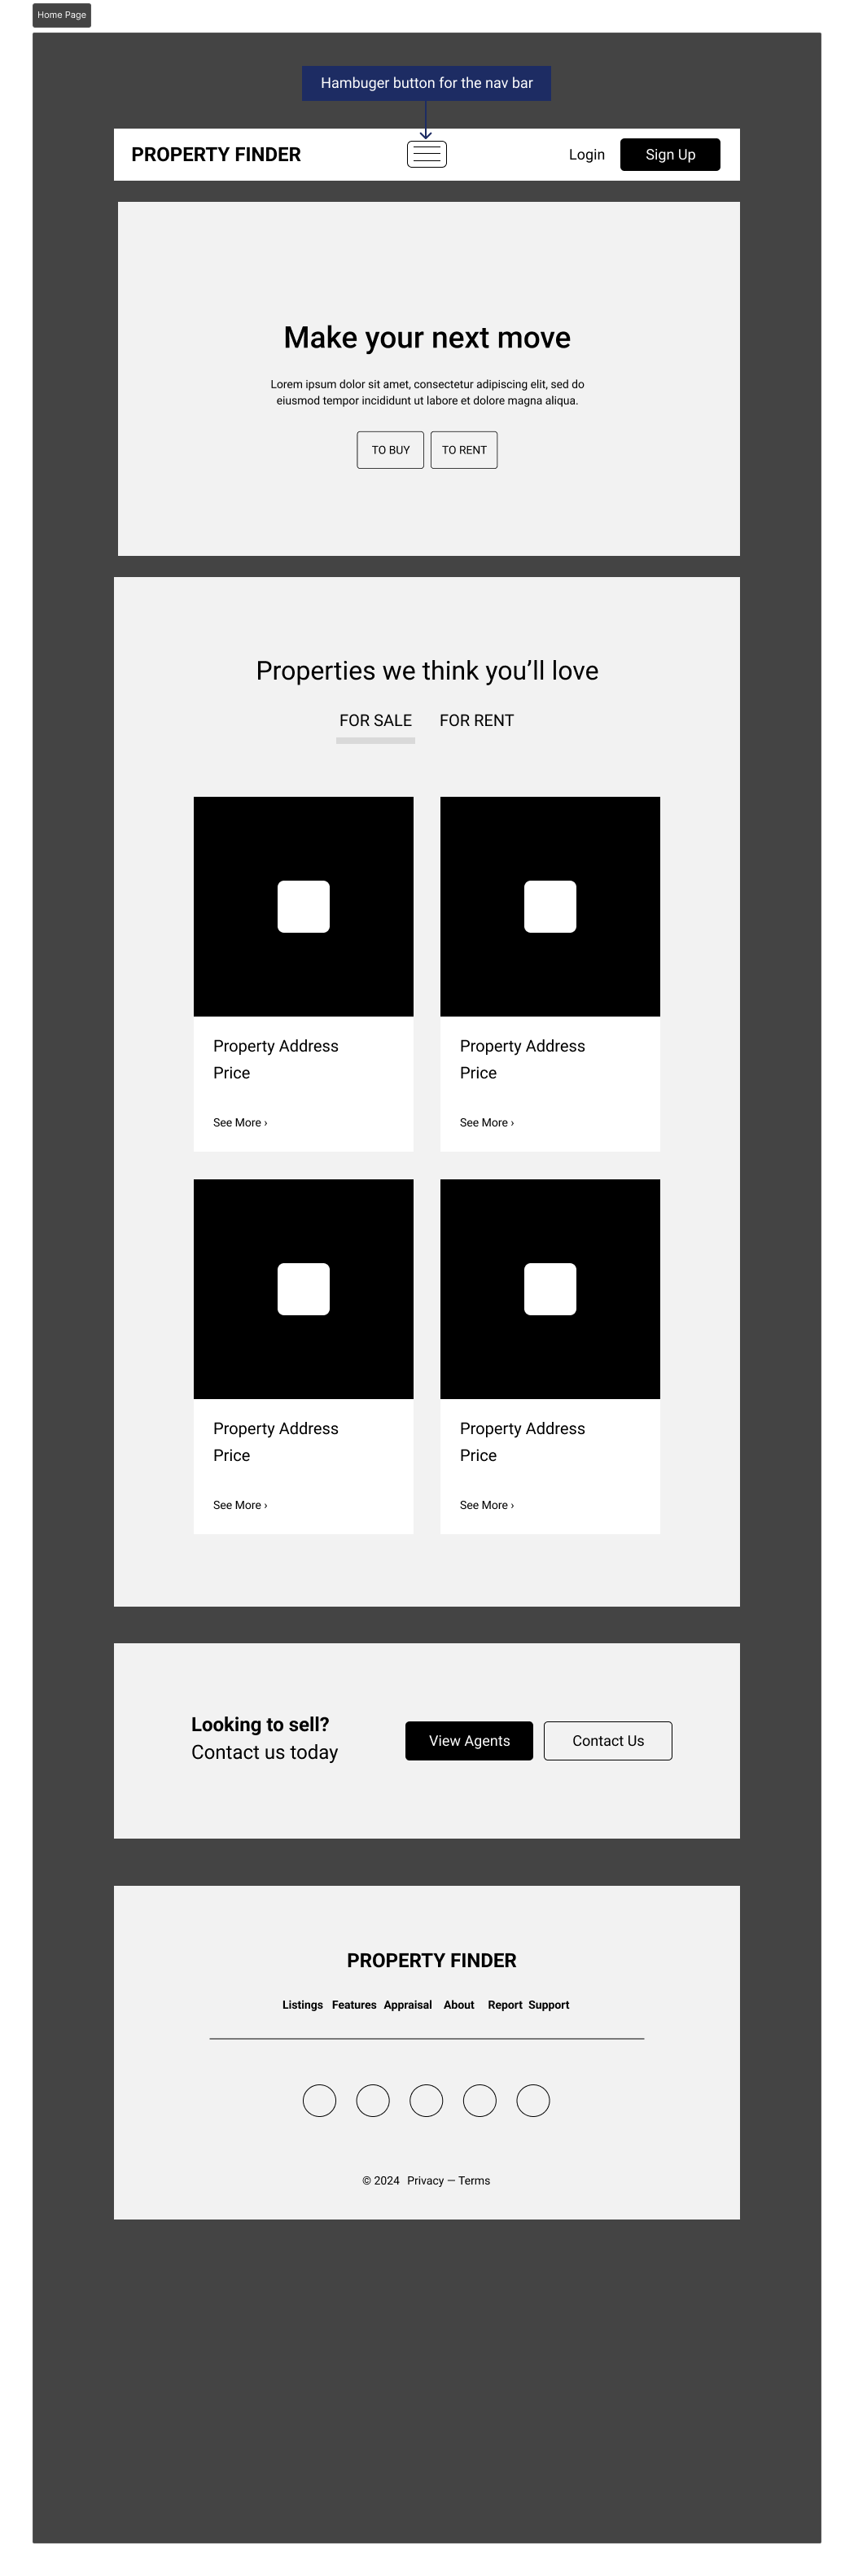 Home Page
Hambuger button for the nav bar
PROPERTY FINDER
Login
Sign Up
Make your next move
Lorem ipsum dolor sit amet, consectetur adipiscing elit, sed do
eiusmod tempor incididunt ut labore et dolore magna aliqua.
TO BUY
TO RENT
Properties we think you’ll love
FOR SALE
FOR RENT
Property Address
Price
See More ›
Property Address
Price
See More ›
Property Address
Price
See More ›
Property Address
Price
See More ›
Looking to sell?
Contact us today
View Agents
Contact Us
PROPERTY FINDER
Listings Features Appraisal About Report Support
© 2024 Privacy — Terms